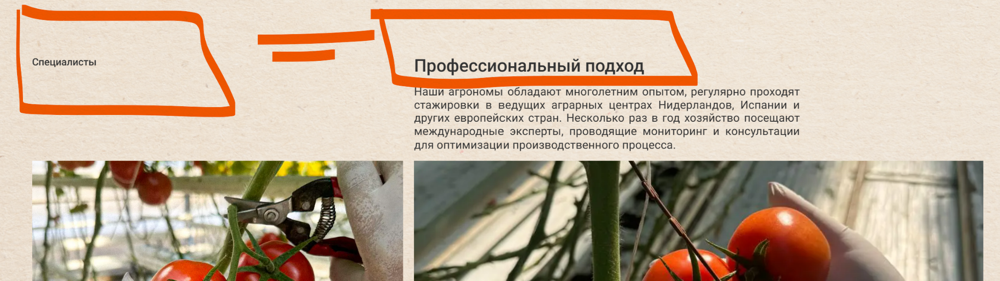 Специалисты
Профессиональный подход
Наши агрономы обладают многолетним опытом, регулярно проходят
стажировки в ведущих аграрных центрах Нидерландов, Испании и
других европейских стран. Несколько раз в год хозяйство посещают
международные эксперты, проводящие мониторинг и консультации
для оптимизации производственного процесса.